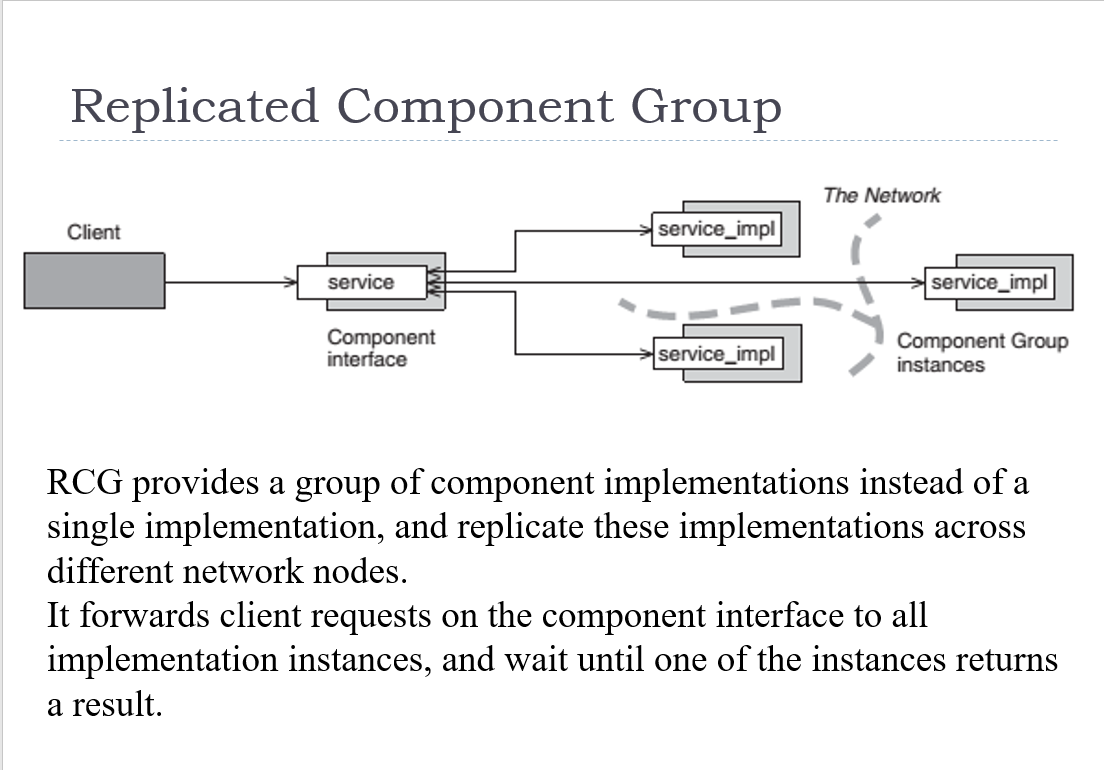 Replicated Component Group
The Network
Client
service_impl
service
service_impl
Component
interface
service_impl
Component Group
instances
RCG provides a group of component implementations instead of a
single implementation, and replicate these implementations across
different network nodes.
It forwards client requests on the component interface to all
implementation instances, and wait until one of the instances returns
a result.